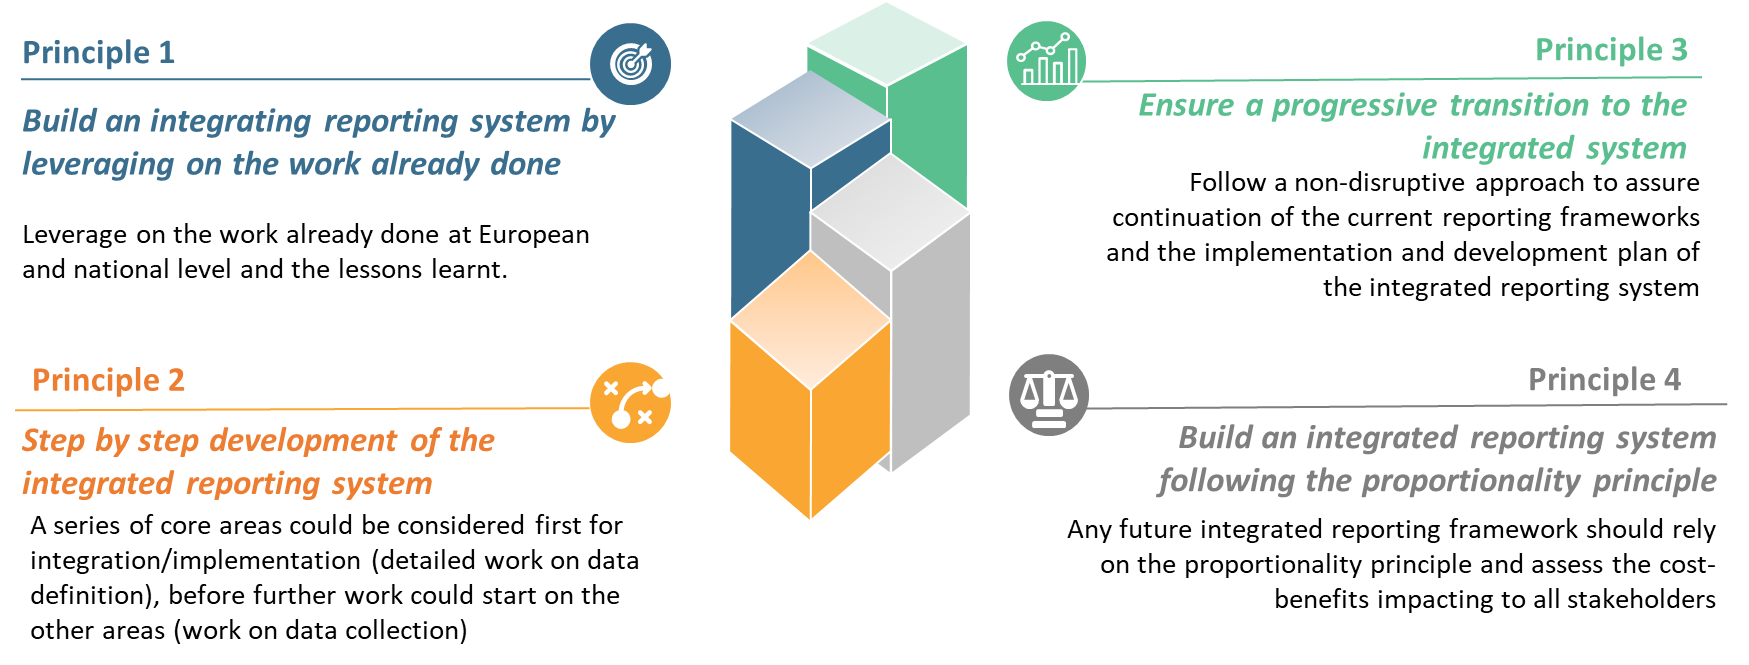 Principle 1
Build an integrating reporting system by
leveraging on the work already done
Leverage on the work already done at European
and national level and the lessons learnt.
Principle 2
Step by step development of the
integrated reporting system
A series of core areas could be considered first for
integration/implementation (detailed work on data
definition), before further work could start on the
other areas (work on data collection)
Principle 3
Ensure a progressive transition to the
integrated system
Follow a non-disruptive approach to assure
continuation of the current reporting frameworks
and the implementation and development plan of
the integrated reporting system
Principle 4
Build an integrated reporting system
following the proportionality principle
Any future integrated reporting framework should rely
on the proportionality principle and assess the cost-
benefits impacting to all stakeholders